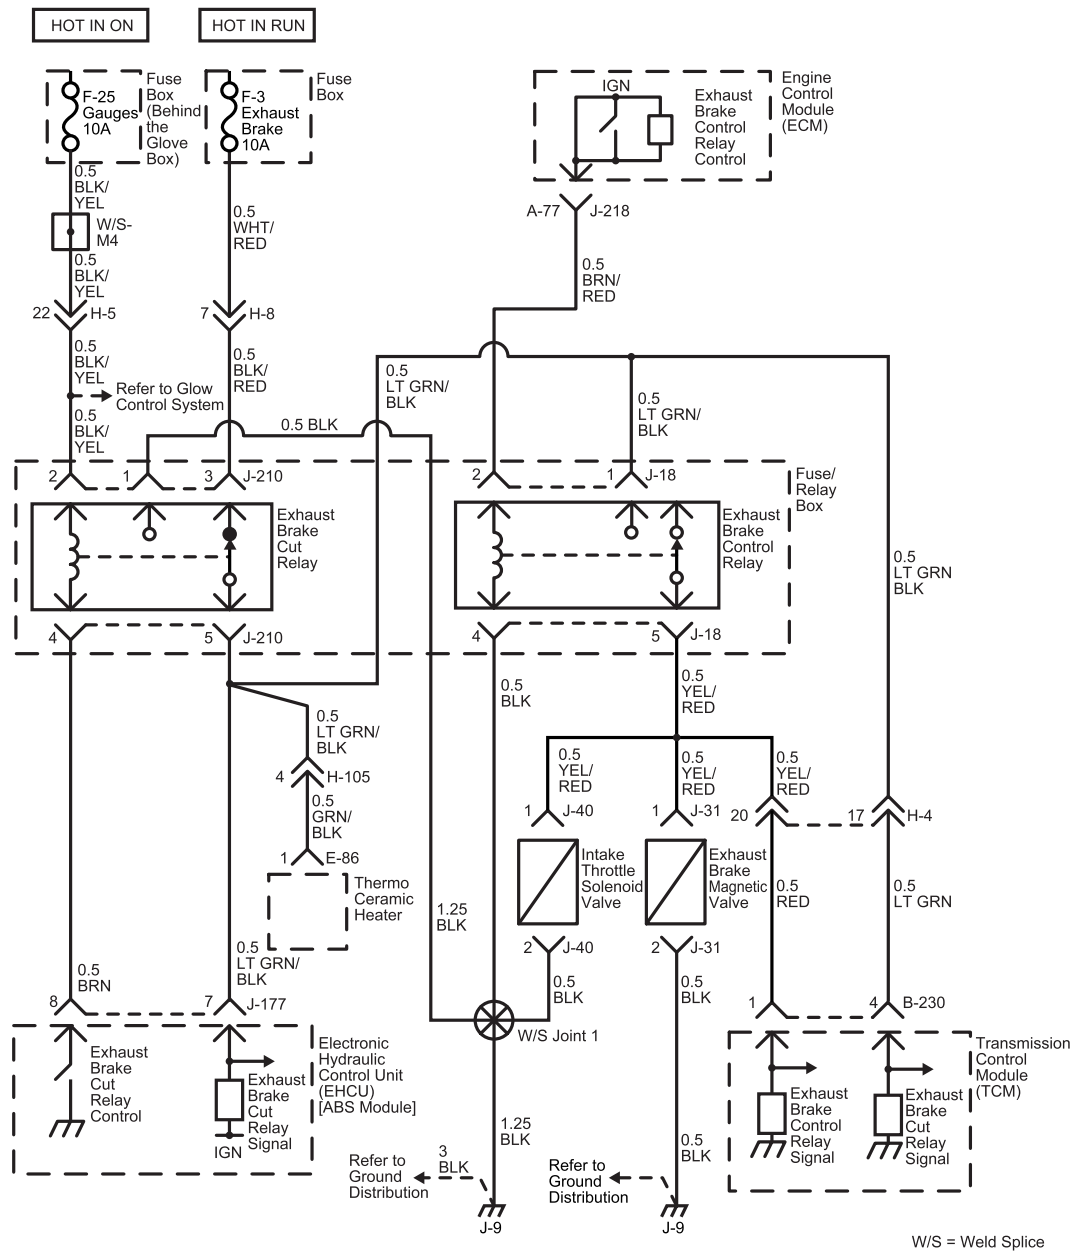 HOT IN ON
HOT IN RUN
F-25
Gauges
10A
Fuse
Box
(Behind
the
Glove
Box)
F-3
Exhaust
Brake
10A
Fuse
Box
IGN
Exhaust
Brake
Control
Relay
Control
Engine
Control
Module
(ECM)
0.5
BLK/
YEL
W/S-
M4
0.5
BLK/
YEL
22
H-5
0.5
WHT/
RED
7
H-8
A-77
J-218
0.5
BRN/
RED
0.5
BLK/
YEL
Refer to Glow
Control System
0.5
BLK/
YEL
0.5
BLK/
RED
0.5 BLK
0.5
LT GRN/
BLK
0.5
LT GRN/
BLK
2
1
3
J-210
2
1
J-18
Fuse/
Relay
Box
Exhaust
Brake
Cut
Relay
Exhaust
Brake
Control
Relay
0.5
LT GRN
BLK
4
5
J-210
4
5
J-18
0.5
BLK
0.5
YEL/
RED
0.5
LT GRN/
BLK
4
H-105
0.5
GRN/
BLK
1
E-86
Thermo
Ceramic
Heater
0.5
YEL/
RED
0.5
YEL/
RED
0.5
YEL/
RED
1
J-40
1
J-31
20
17
H-4
Intake
Throttle
Solenoid
Valve
Exhaust
Brake
Magnetic
Valve
0.5
RED
0.5
LT GRN
1.25
BLK
2
J-40
2
J-31
0.5
BRN
0.5
LT GRN/
BLK
0.5
BLK
0.5
BLK
8
7
J-177
1
4
B-230
W/S Joint 1
Exhaust
Brake
Cut
Relay
Control
Exhaust
Brake
Cut
Relay
Signal
IGN
Electronic
Hydraulic
Control Unit
(EHCU)
[ABS Module]
Exhaust
Brake
Control
Relay
Signal
Exhaust
Brake
Cut
Relay
Signal
Transmission
Control
Module
(TCM)
1.25
BLK
3
BLK
0.5
BLK
Refer to
Ground
Distribution
Refer to
Ground
Distribution
J-9
J-9
W/S = Weld Splice